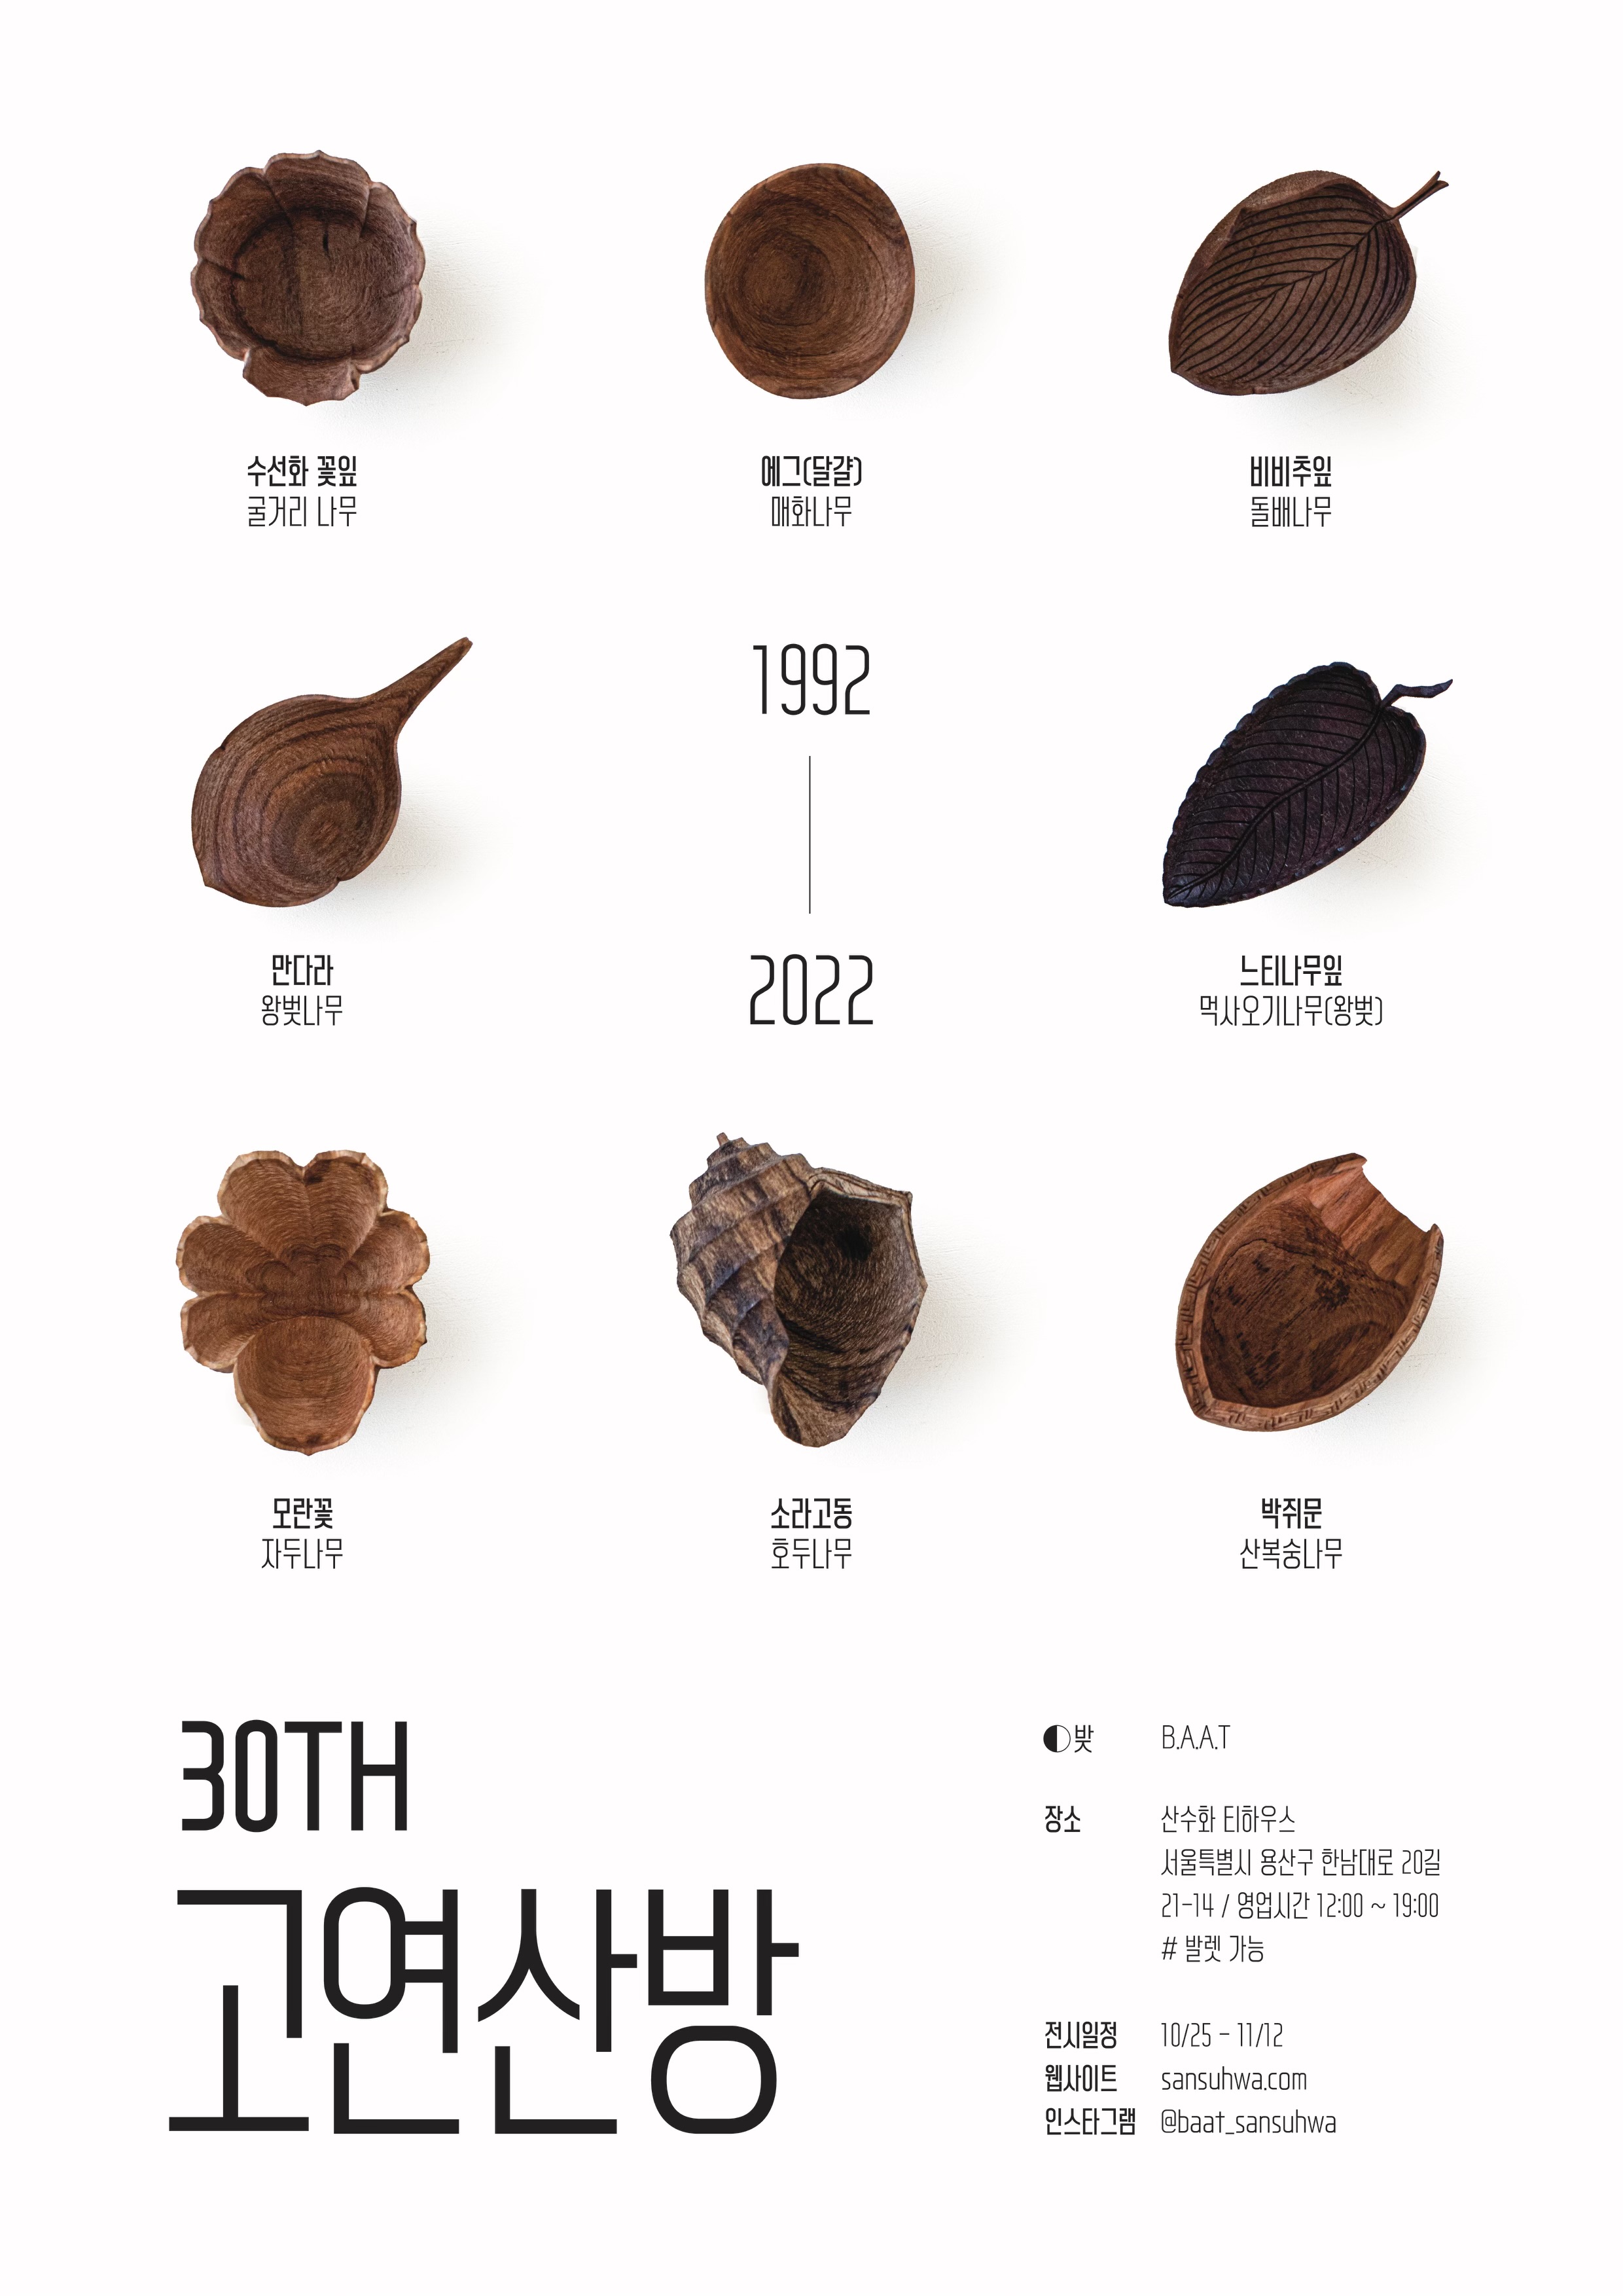 수선화 꽃잎
굴거리 나무
에그(달걀)
매화나무
비비추잎
돌배나무
1992
2022
만다라
왕벚나무
느티나무잎
먹사오기나무(왕벚)
모란꽃
자두나무
소라고동
호두나무
박쥐문
산복숭나무
30TH
고연산방
밧 B.A.A.T
장소 산수화 티하우스
서울특별시 용산구 한남대로 20길
21-14 / 영업시간 12:00 ~ 19:00
# 발렛 가능
전시일정 10/25 - 11/12
웹사이트 sansuhwa.com
인스타그램 @baat_sansuhwa